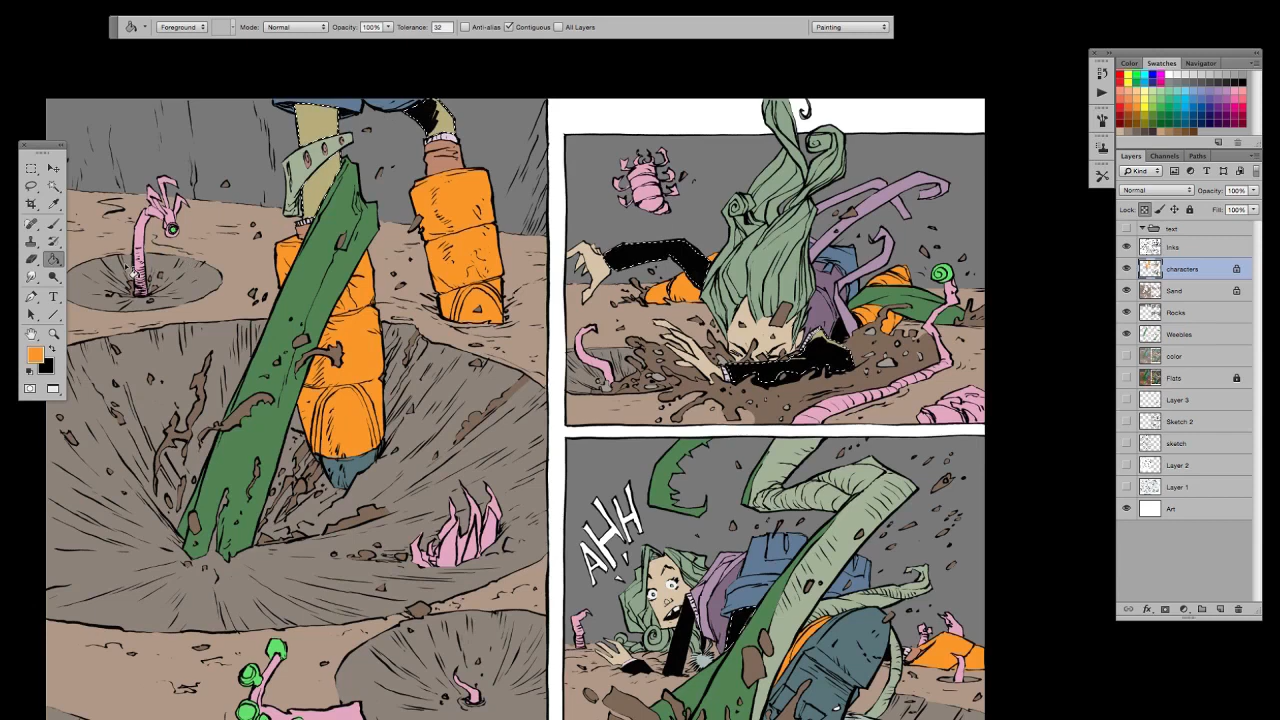 Foreground Mode: Normal Opacity: 100% Tolerance: 32 Anti-alias Contiguous All Layers Painting
Color Swatches Navigator
Layers Channels Paths
Kind
Normal Opacity: 100%
Lock: Fill: 100%
text
Inks
characters
Sand
Rocks
Weebles
color
Flats
Layer 3
Sketch 2
sketch
Layer 2
Layer 1
Art
AHH